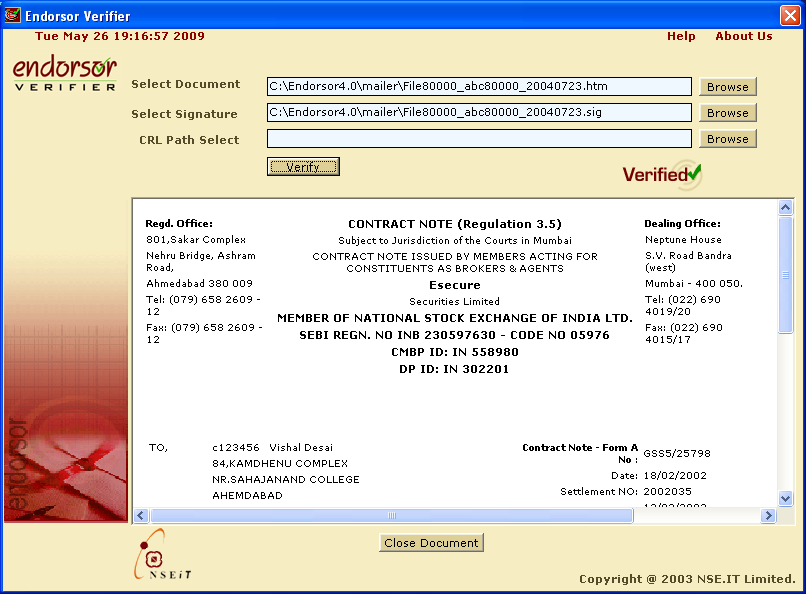 Endorsor Verifier
Tue May 26 19:16:57 2009
Help About Us
endorsor
VERIFIER
Select Document C:\Endorsor4.0\mailer\File80000_abc80000_20040723.htm Browse
Select Signature C:\Endorsor4.0\mailer\File80000_abc80000_20040723.sig Browse
CRL Path Select Browse
Verify
Verified
Regd. Office:
801,Sakar Complex
Nehru Bridge, Ashram
Road,
Ahmedabad 380 009
Tel: (079) 658 2609 -
12
Fax: (079) 658 2609 -
12
CONTRACT NOTE (Regulation 3.5)
Subject to Jurisdiction of the Courts in Mumbai
CONTRACT NOTE ISSUED BY MEMBERS ACTING FOR
CONSTITUENTS AS BROKERS & AGENTS
Esecure
Securities Limited
MEMBER OF NATIONAL STOCK EXCHANGE OF INDIA LTD.
SEBI REGN. NO INB 230597630 - CODE NO 05976
CMBP ID: IN 558980
DP ID: IN 302201
Dealing Office:
Neptune House
S.V. Road Bandra
(west)
Mumbai - 400 050.
Tel: (022) 690
4019/20
Fax: (022) 690
4015/17
TO, c123456 Vishal Desai
84,KAMDHENU COMPLEX
NR.SAHAJANAND COLLEGE
AHEMDABAD
Contract Note - Form A
No : GSS5/25798
Date: 18/02/2002
Settlement NO: 2002035
endorsor
NSEiT
Close Document
Copyright @ 2003 NSE.IT Limited.